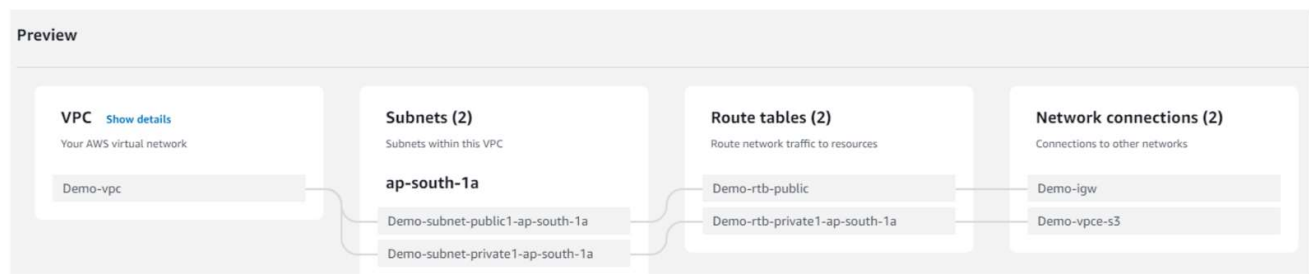 Preview
VPC Show details
Your AWS virtual network
Demo-vpc
Subnets (2)
Subnets within this VPC
ap-south-1a
Demo-subnet-public1-ap-south-1a
Demo-subnet-private1-ap-south-1a
Route tables (2)
Route network traffic to resources
Demo-rtb-public
Demo-rtb-private1-ap-south-1a
Network connections (2)
Connections to other networks
Demo-igw
Demo-vpce-s3